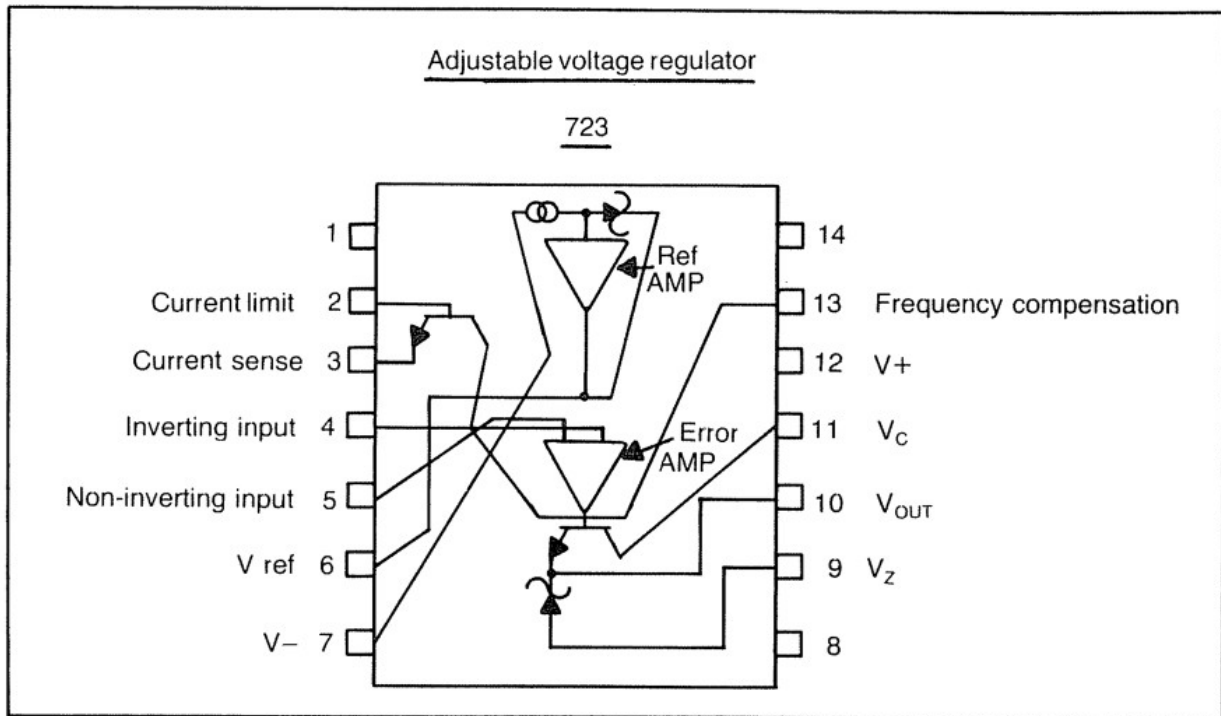 Adjustable voltage regulator
723
1
14
Ref
AMP
Current limit 2
13 Frequency compensation
Current sense 3
12 V+
Inverting input 4
11 VC
Error
AMP
Non-inverting input 5
10 VOUT
V ref 6
9 VZ
V− 7
8